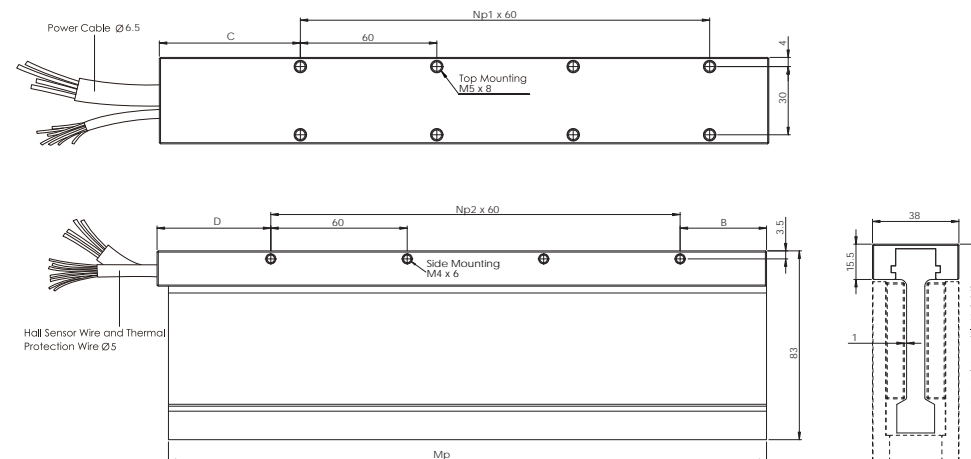 Np1 x 60
Power Cable Ø6.5
C
60
4
Top Mounting
M5 x 8
30
Np2 x 60
D
60
B
3.5
38
Side Mounting
M4 x 6
15.5
Hall Sensor Wire and Thermal
Protection Wire Ø5
1
83
Mp